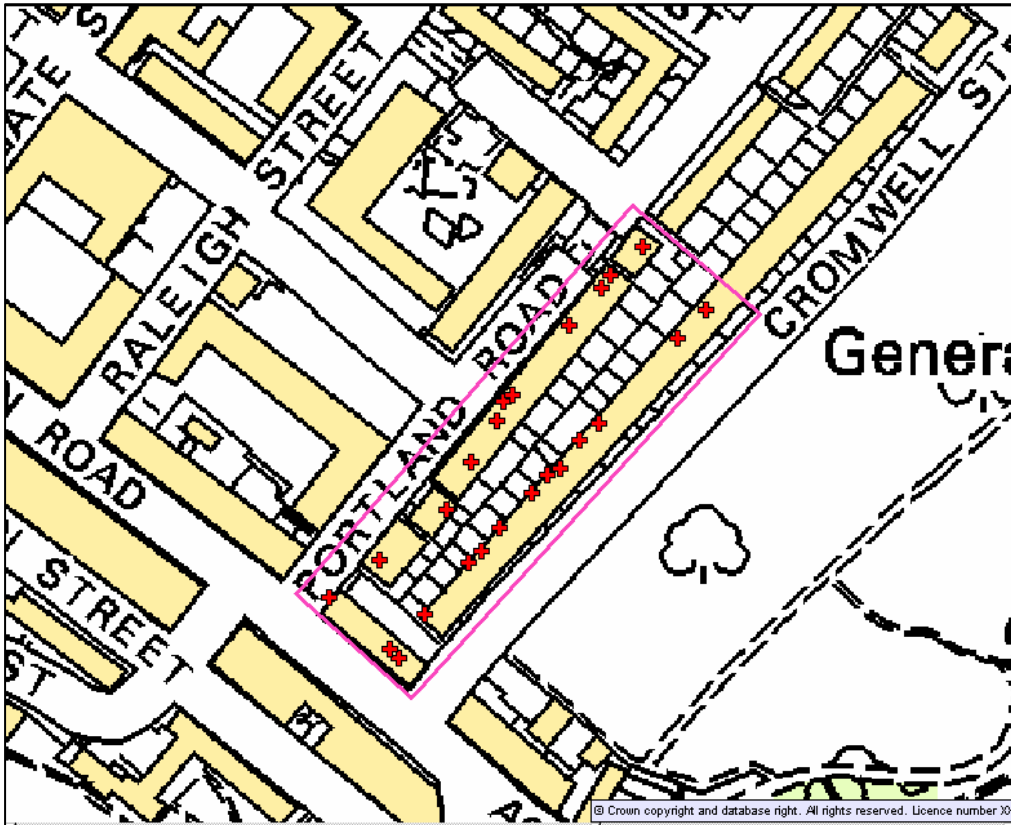 STREET
RALEIGH
ROAD
STREET
ST
PORTLAND ROAD
CROMWELL ST
Genera
© Crown copyright and database right. All rights reserved. Licence number